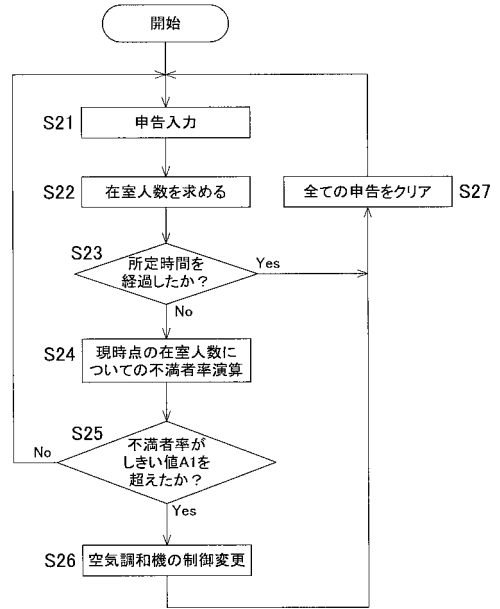 開始
S21
申告入力
S22
在室人数を求める
全ての申告をクリア
S27
S23
所定時間を
経過したか？
Yes
No
S24
現時点の在室人数に
ついての不満者率演算
S25
不満者率が
しきい値A1を
超えたか？
No
Yes
S26
空気調和機の制御変更